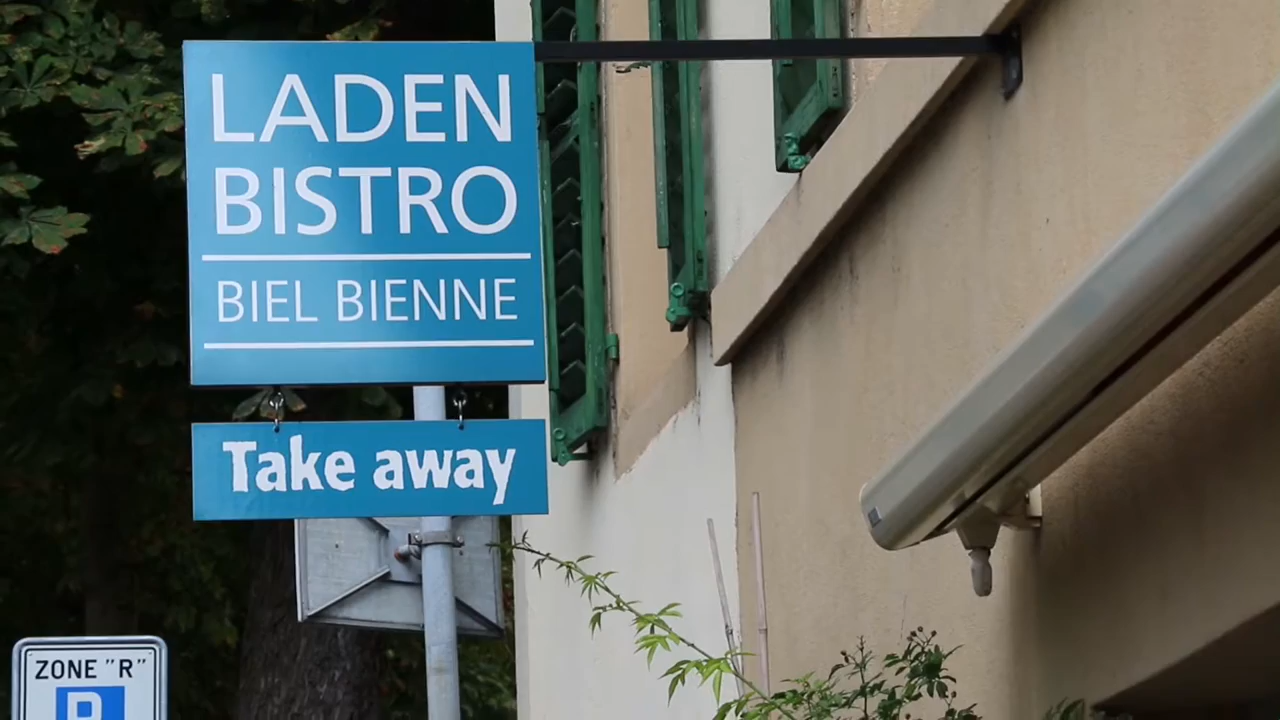 LADEN
BISTRO
BIEL BIENNE
Take away
ZONE "R"
P